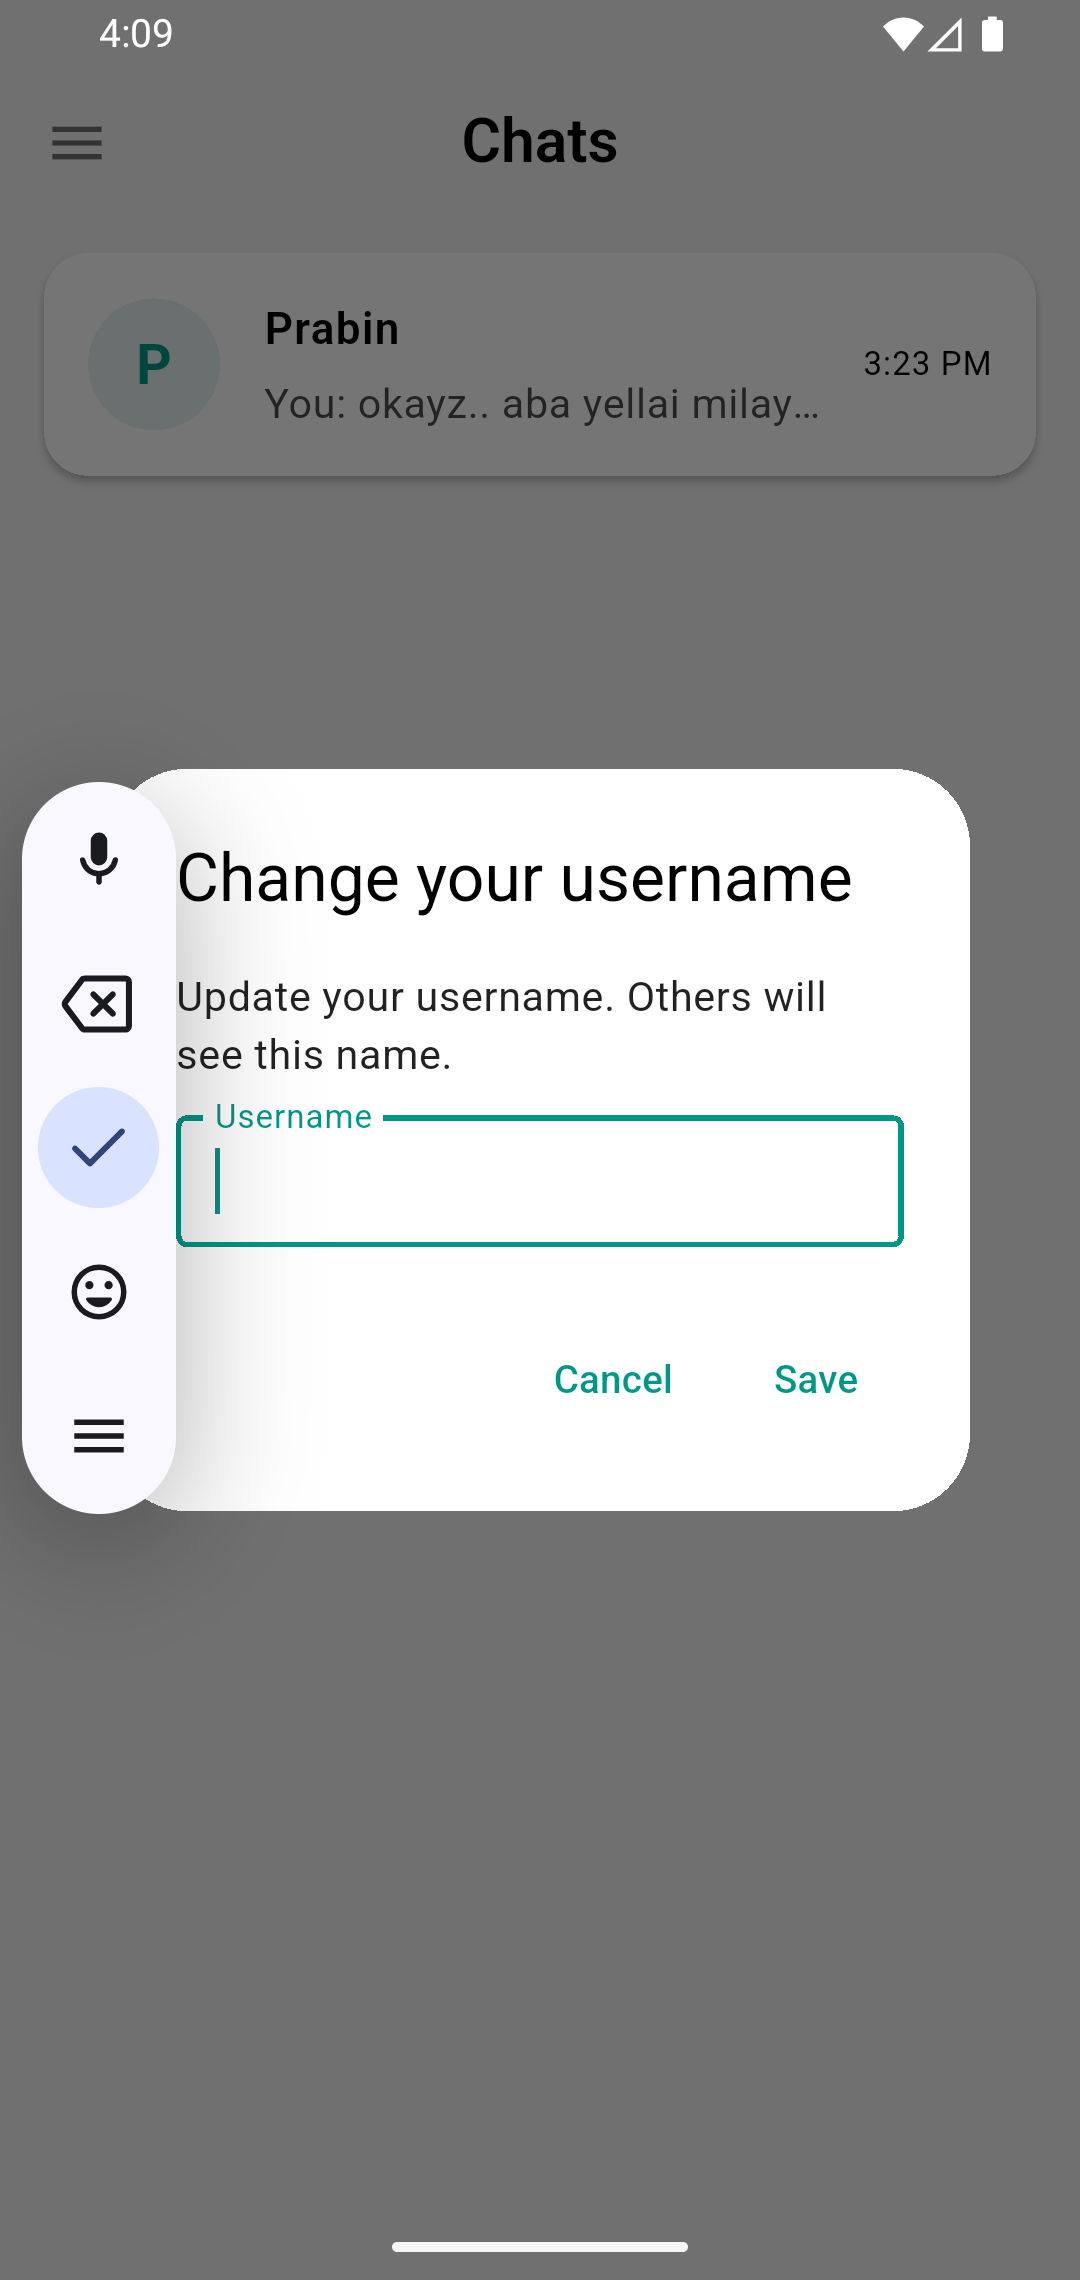 4:09
Chats
Prabin
3:23 PM
P
You: okayz.. aba yellai milay...
Change your username
Update your username. Others will
see this name.
Username
Cancel Save